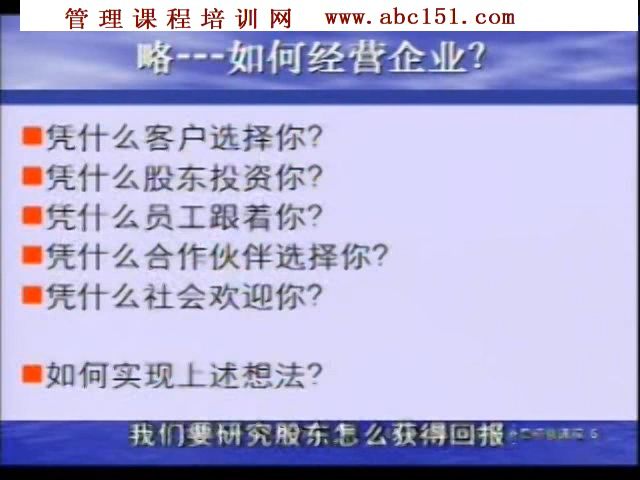 管理课程培训网 www.abc151.com
略---如何经营企业?
凭什么客户选择你?
凭什么股东投资你?
凭什么员工跟着你?
凭什么合作伙伴选择你?
凭什么社会欢迎你?
如何实现上述想法?
我们要研究股东怎么获得回报